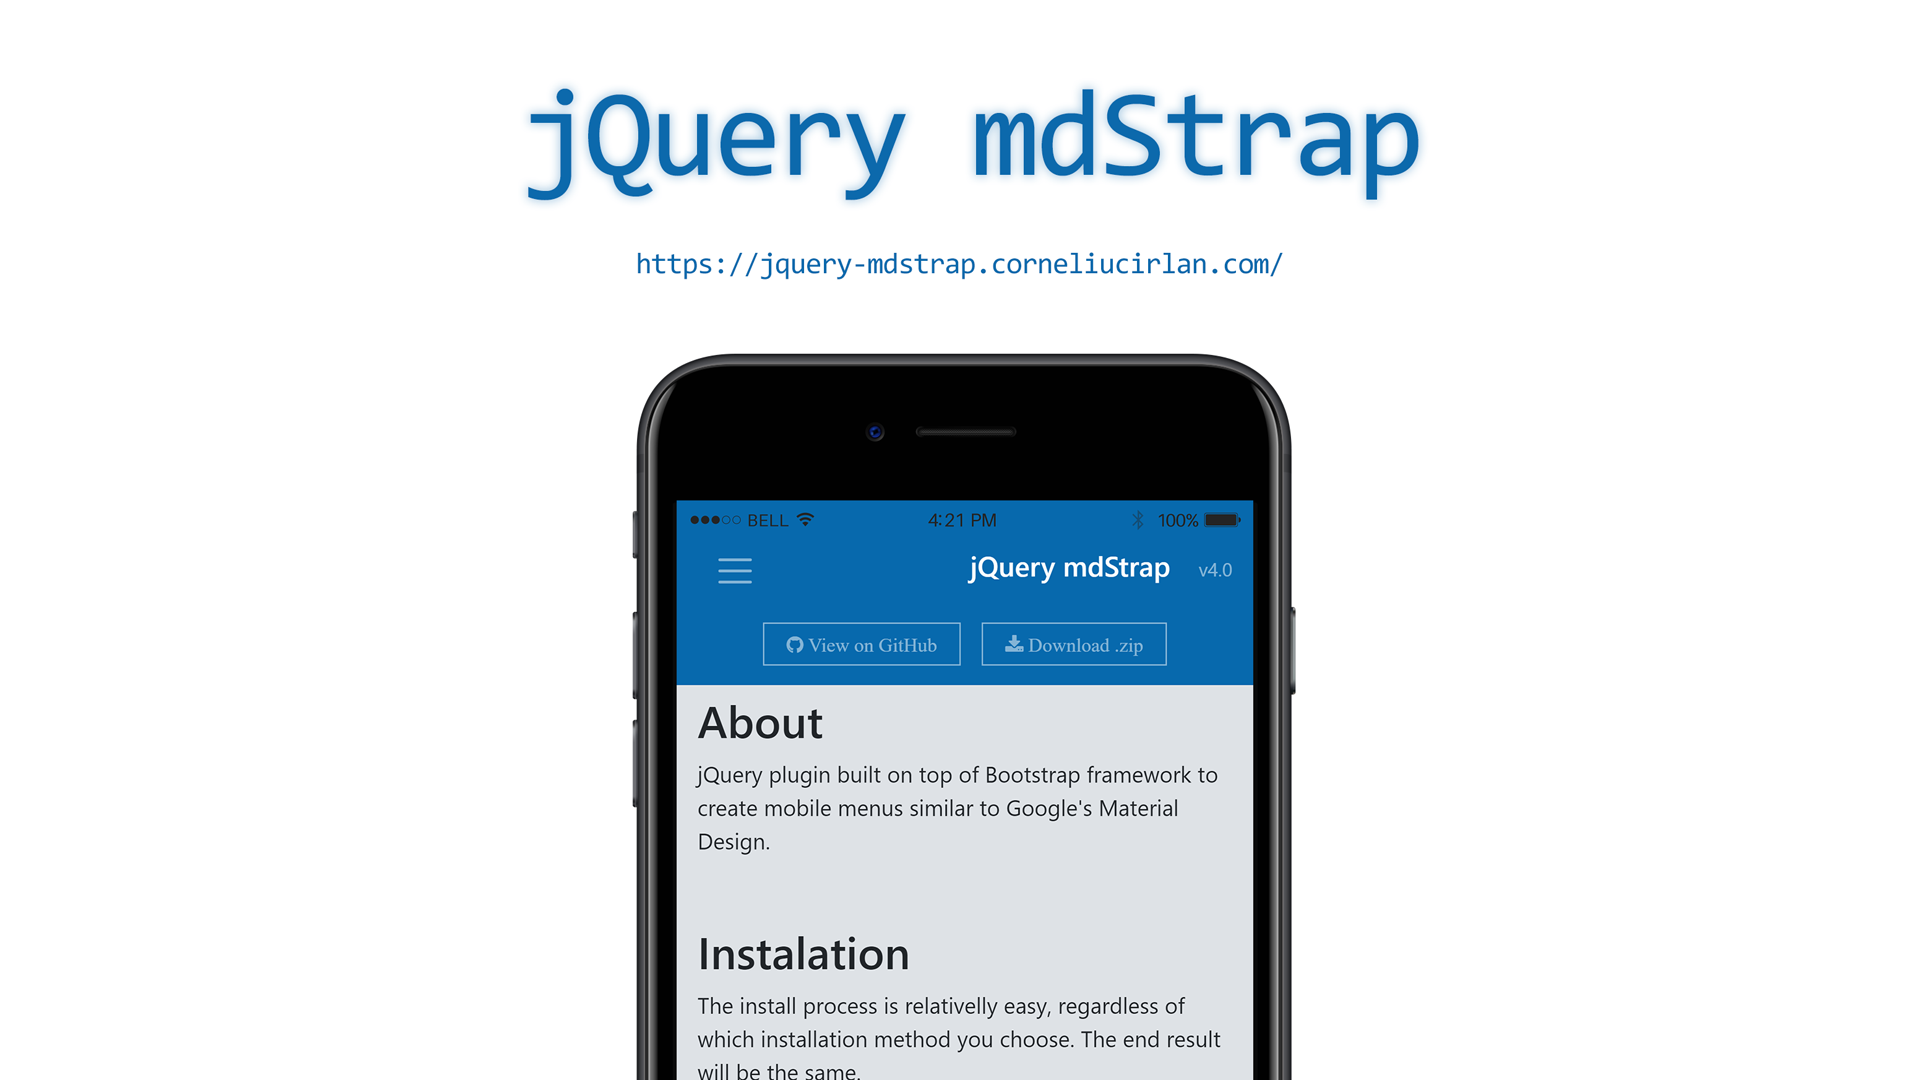 jQuery mdStrap
https://jquery-mdstrap.corneliucirlan.com/
BELL 4:21 PM 100%
jQuery mdStrap v4.0
View on GitHub Download .zip
About
jQuery plugin built on top of Bootstrap framework to
create mobile menus similar to Google's Material
Design.
Instalation
The install process is relativelly easy, regardless of
which installation method you choose. The end result
will be the same.